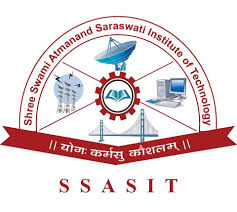 Shree Swami Atmanand Saraswati Institute of Technology
|| योगः कर्मसु कौशलम् ||
SSASIT